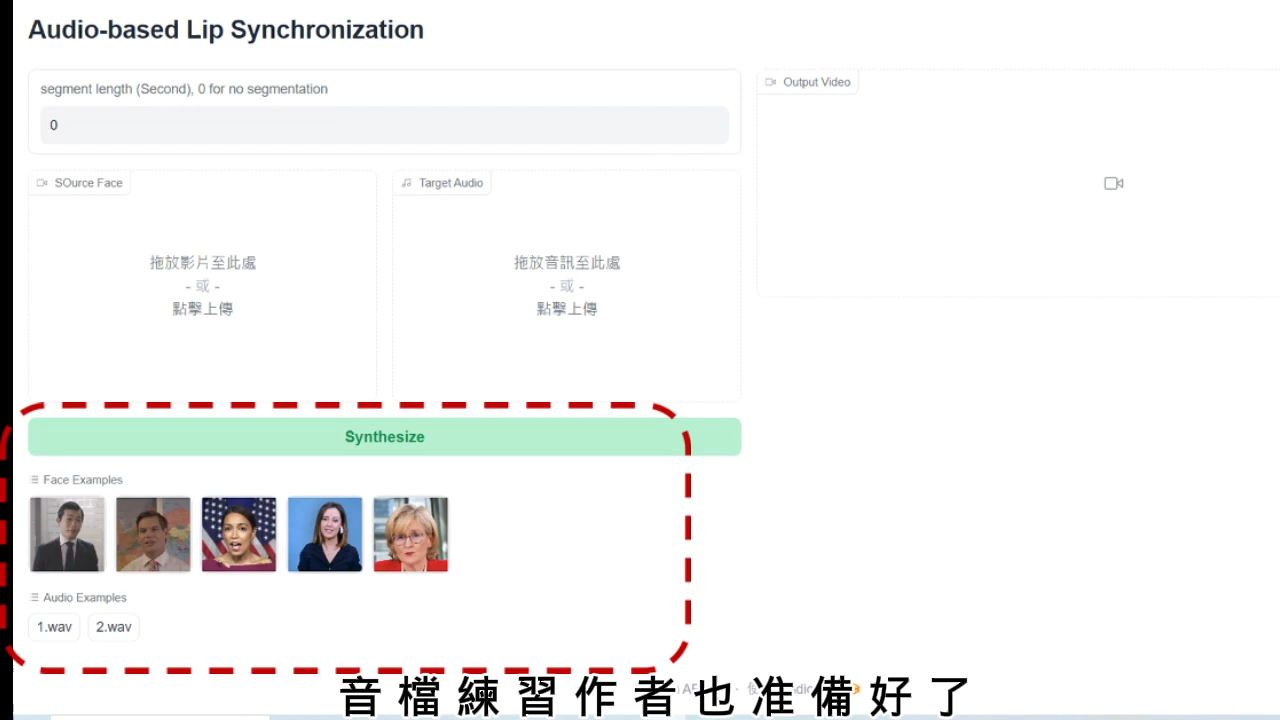 Audio-based Lip Synchronization
segment length (Second), 0 for no segmentation
0
Output Video
SOurce Face
Target Audio
拖放影片至此處
- 或 -
點擊上傳
拖放音訊至此處
- 或 -
點擊上傳
Synthesize
Face Examples
Audio Examples
1.wav
2.wav
音檔練習作者也准備好了